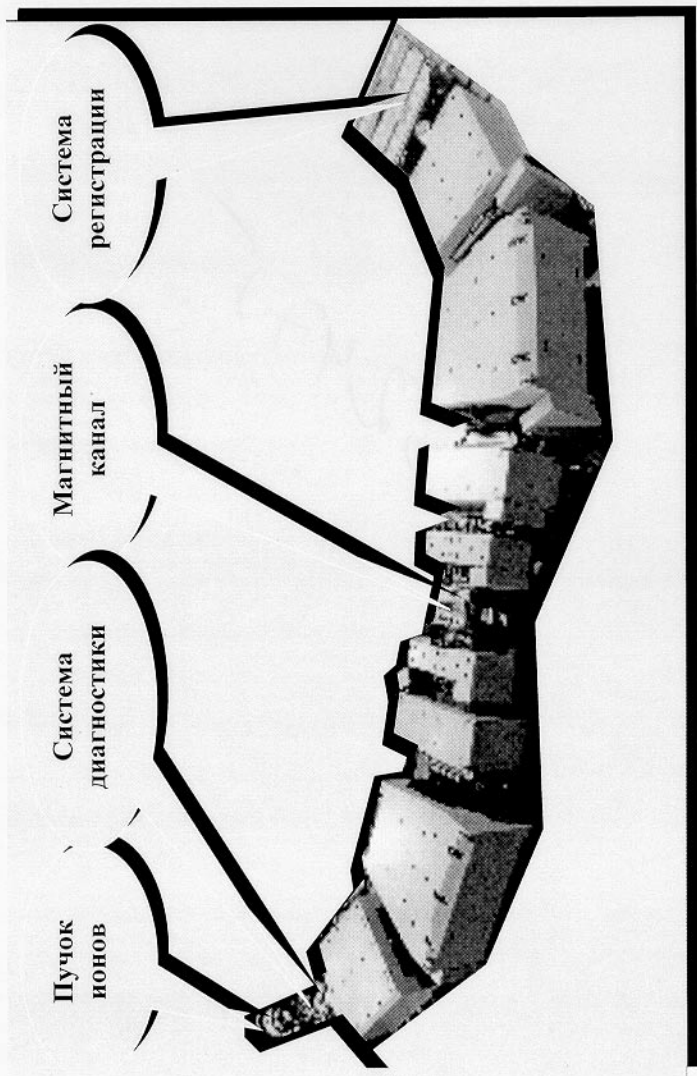 Пучок
ионов
Система
диагностики
Магнитный
канал
Система
регистрации